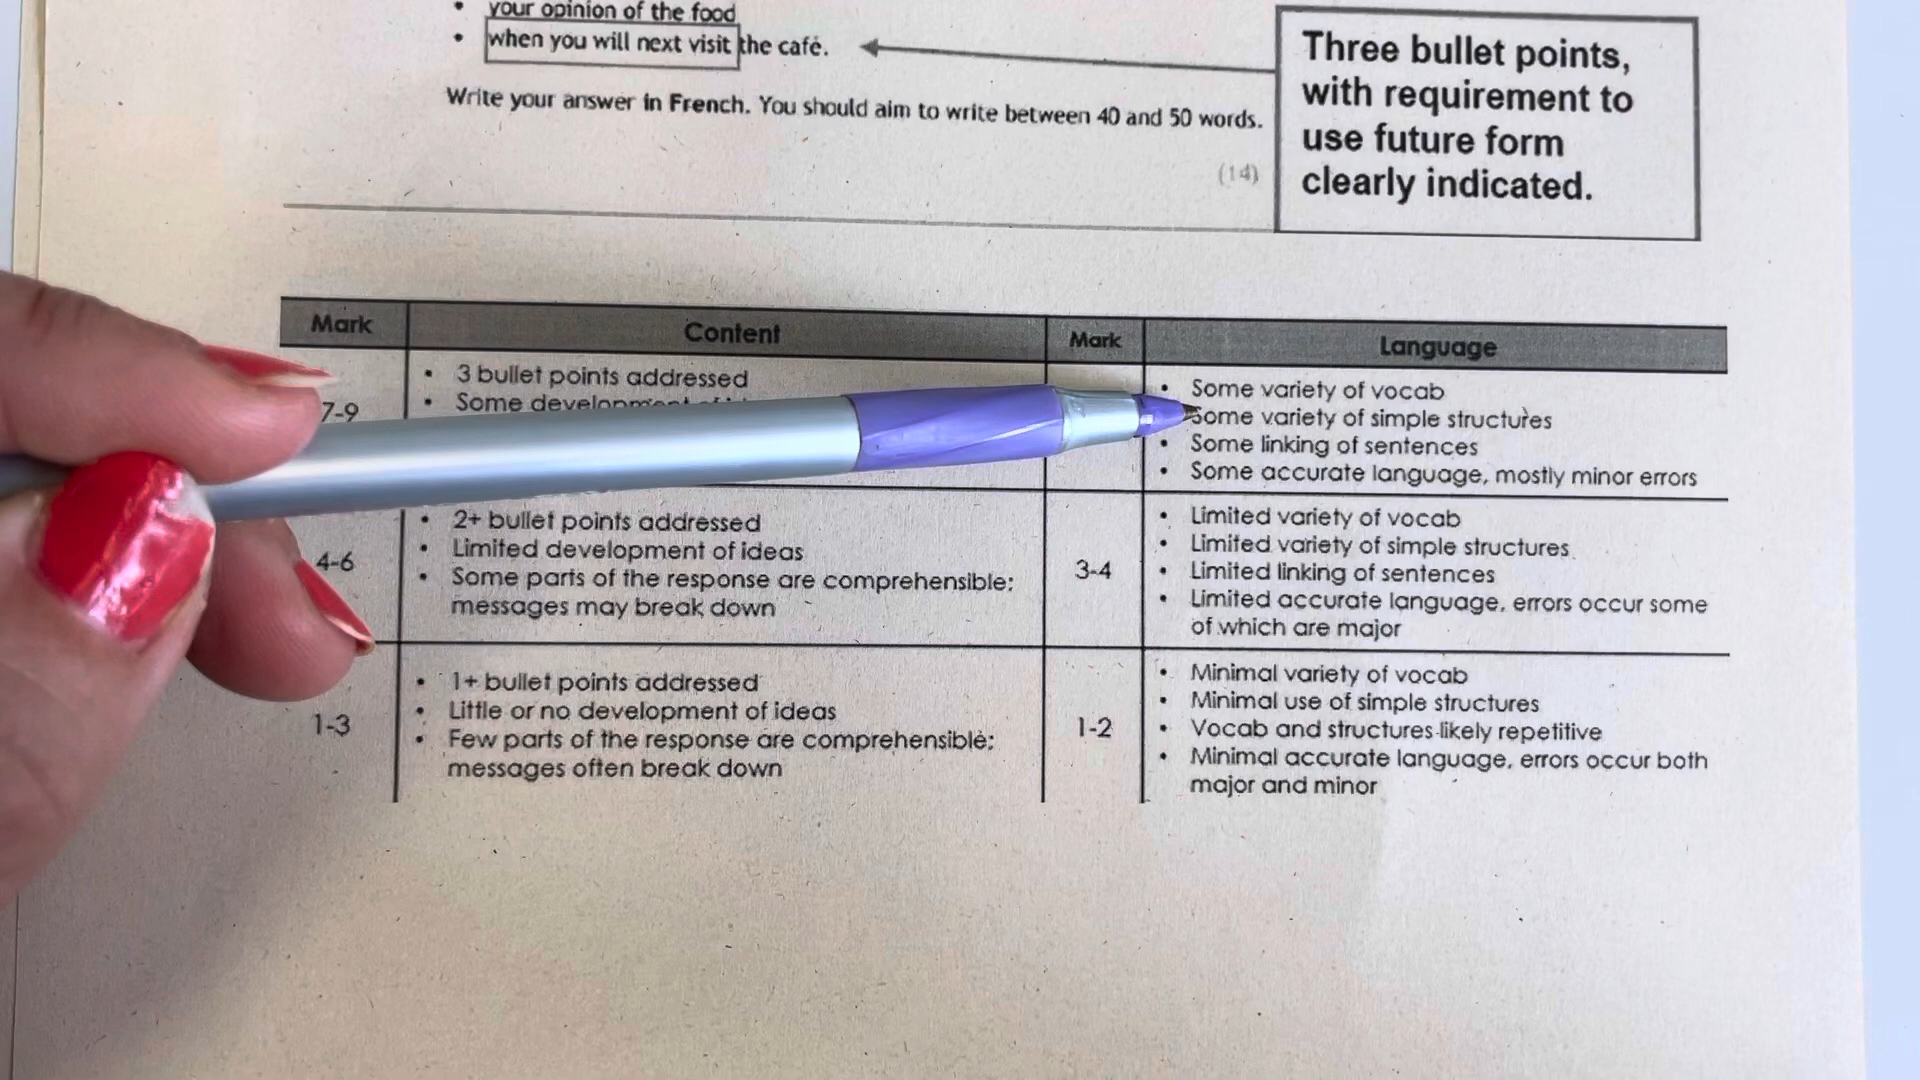 • your opinion of the food
• when you will next visit the café.
Write your answer in French. You should aim to write between 40 and 50 words.
(14)
Three bullet points,
with requirement to
use future form
clearly indicated.
Mark
Content
Mark
Language
7-9
• 3 bullet points addressed
• Some development of
• Some variety of vocab
Some variety of simple structures
• Some linking of sentences
• Some accurate language, mostly minor errors
4-6
• 2+ bullet points addressed
• Limited development of ideas
• Some parts of the response are comprehensible;
messages may break down
3-4
• Limited variety of vocab
• Limited variety of simple structures
• Limited linking of sentences
• Limited accurate language, errors occur some
of which are major
1-3
• 1+ bullet points addressed
• Little or no development of ideas
• Few parts of the response are comprehensible;
messages often break down
1-2
• Minimal variety of vocab
• Minimal use of simple structures
• Vocab and structures likely repetitive
• Minimal accurate language, errors occur both
major and minor